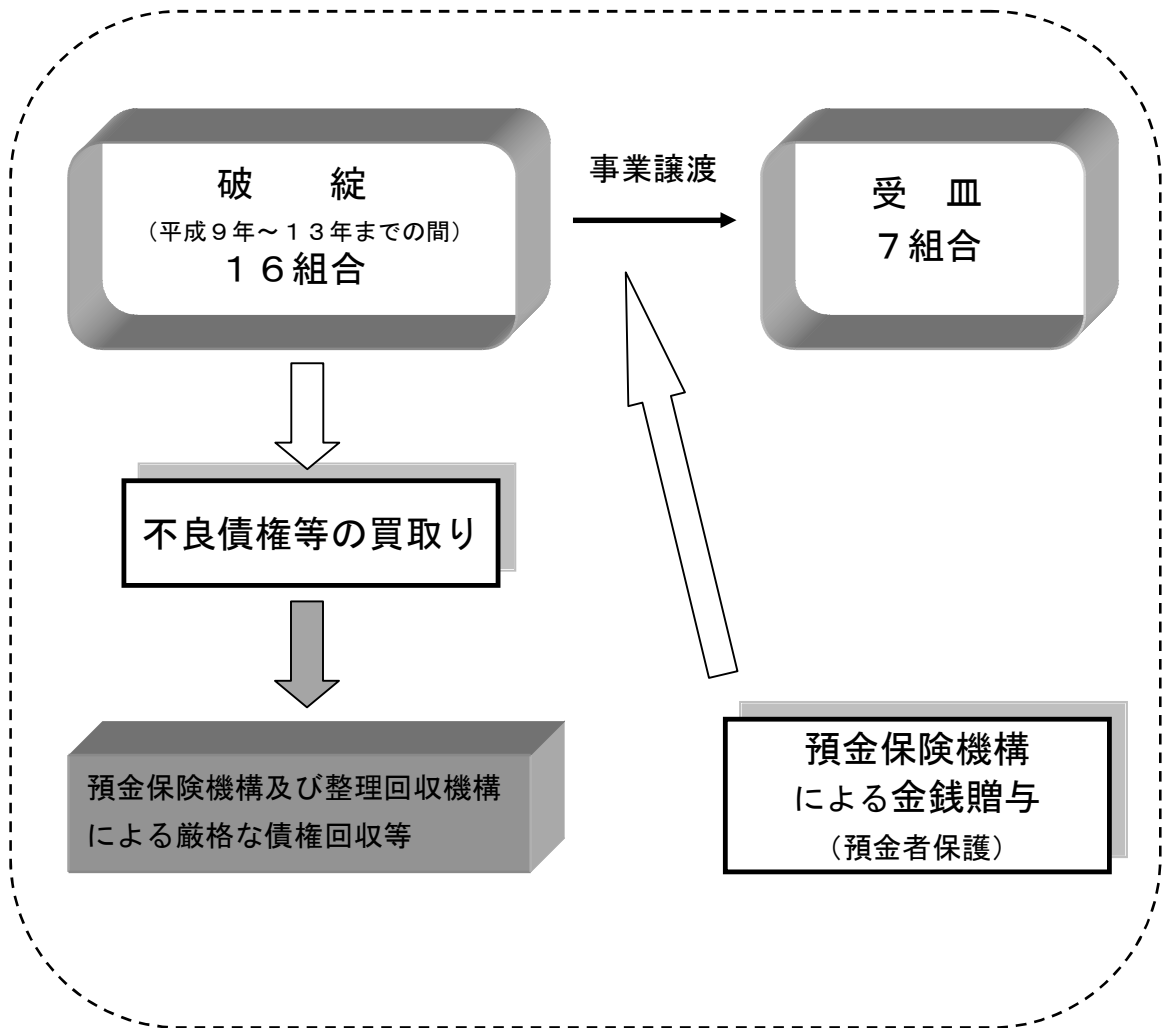 破　　綻
（平成９年～１３年までの間）
１６組合
事業譲渡
受　皿
７組合
不良債権等の買取り
預金保険機構及び整理回収機構
による厳格な債権回収等
預金保険機構
による金銭贈与
（預金者保護）